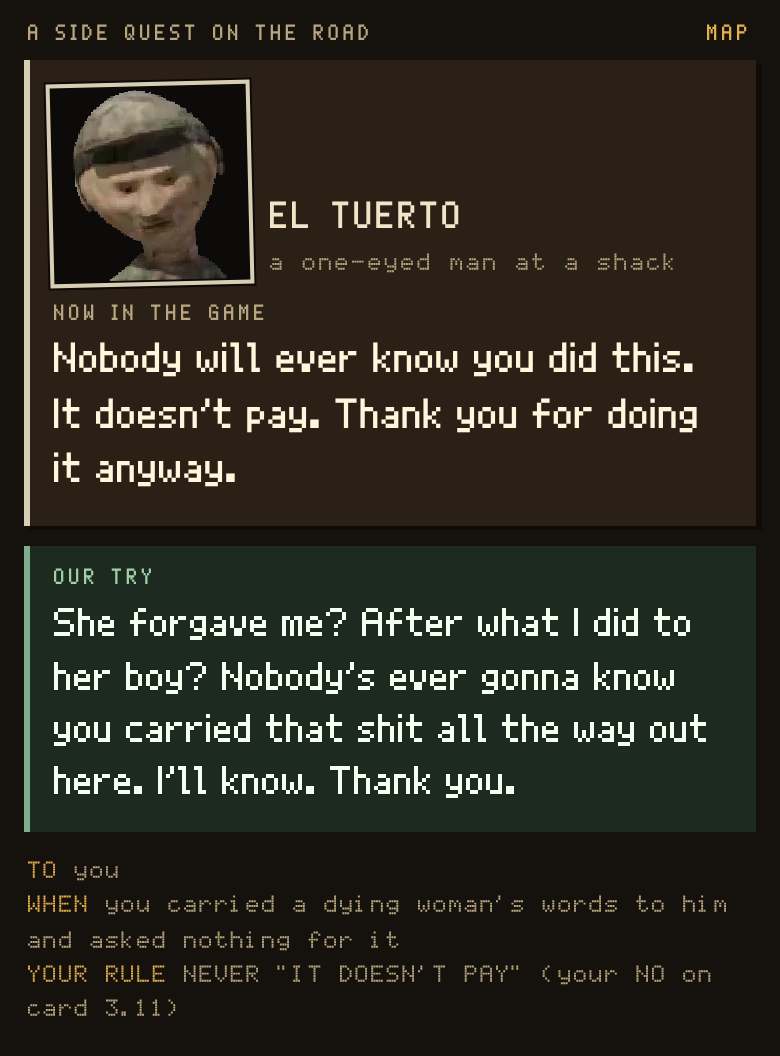 A SIDE QUEST ON THE ROAD
MAP
EL TUERTO
a one-eyed man at a shack
NOW IN THE GAME
Nobody will ever know you did this.
It doesn't pay. Thank you for doing
it anyway.
OUR TRY
She forgave me? After what I did to
her boy? Nobody's ever gonna know
you carried that shit all the way out
here. I'll know. Thank you.
TO you
WHEN you carried a dying woman's words to him
and asked nothing for it
YOUR RULE NEVER "IT DOESN'T PAY" (your NO on
card 3.11)